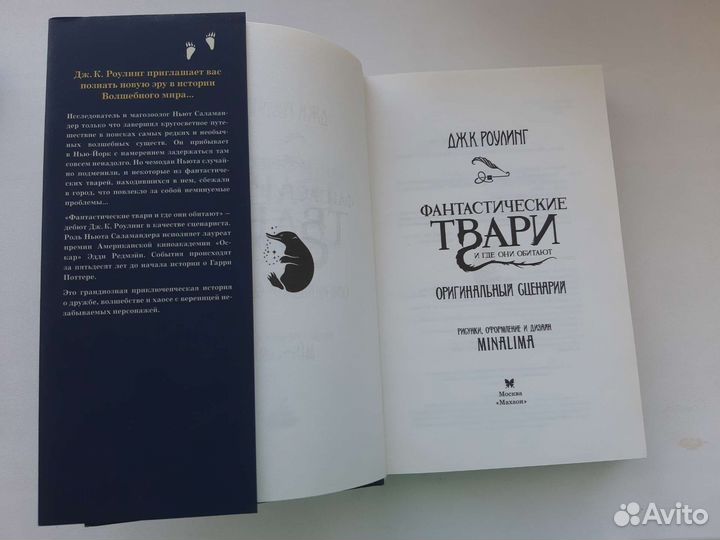 Дж. К. Роулинг приглашает вас
познать новую эру в истории
Волшебного мира...
Исследователь и магозоолог Ньют Саламан-
дер только что завершил кругосветное путе-
шествие в поисках самых редких и необыч-
ных волшебных существ. Он прибывает
в Нью-Йорк с намерением задержаться там
совсем ненадолго. Но чемодан Ньюта случай-
но подменили, и некоторые из фантастиче-
ских тварей, находившихся в нем, сбежали
в город, что повлекло за собой неминуемые
проблемы...
«Фантастические твари и где они обитают» –
дебют Дж. К. Роулинг в качестве сценариста.
Роль Ньюта Саламандера исполняет лауреат
премии Американской киноакадемии «Ос-
кар» Эдди Редмэйн. События происходят
за пятьдесят лет до начала истории о Гарри
Поттере.
Это грандиозная приключенческая история
о дружбе, волшебстве и хаосе с вереницей не-
забываемых персонажей.
ДЖ.К. РОУЛИНГ
ФАНТАСТИЧЕСКИЕ
ТВАРИ
И ГДЕ ОНИ ОБИТАЮТ
ОРИГИНАЛЬНЫЙ СЦЕНАРИЙ
РИСУНКИ, ОФОРМЛЕНИЕ И ДИЗАЙН
MINALIMA
Москва
«Махаон»
Avito